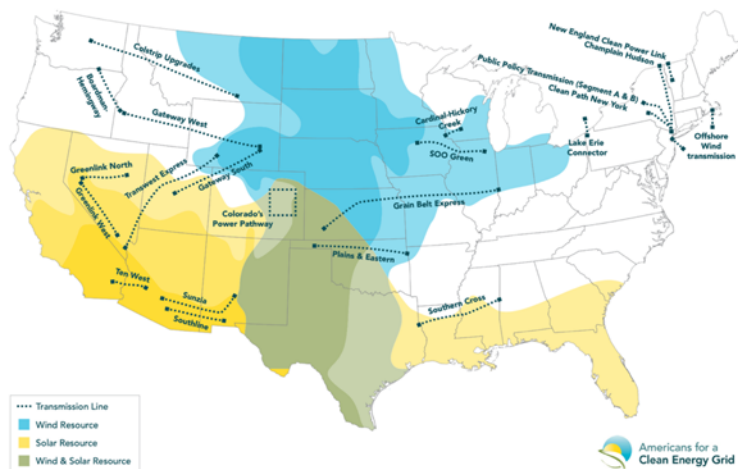 New England Clean Power Link
Champlain Hudson
Public Policy Transmission (Segment A & B)
Clean Path New York
Colstrip Upgrades
Boardman-
Hemingway
Cardinal-Hickory
Creek
Gateway West
SOO Green
Lake Erie
Connector
Offshore
Wind
transmission
Greenlink North
Transwest Express
Gateway South
Greenlink West
Colorado's
Power Pathway
Grain Belt Express
Plains & Eastern
Ten West
Sunzia
Southline
Southern Cross
Transmission Line
Wind Resource
Solar Resource
Wind & Solar Resource
Americans for a
Clean Energy Grid